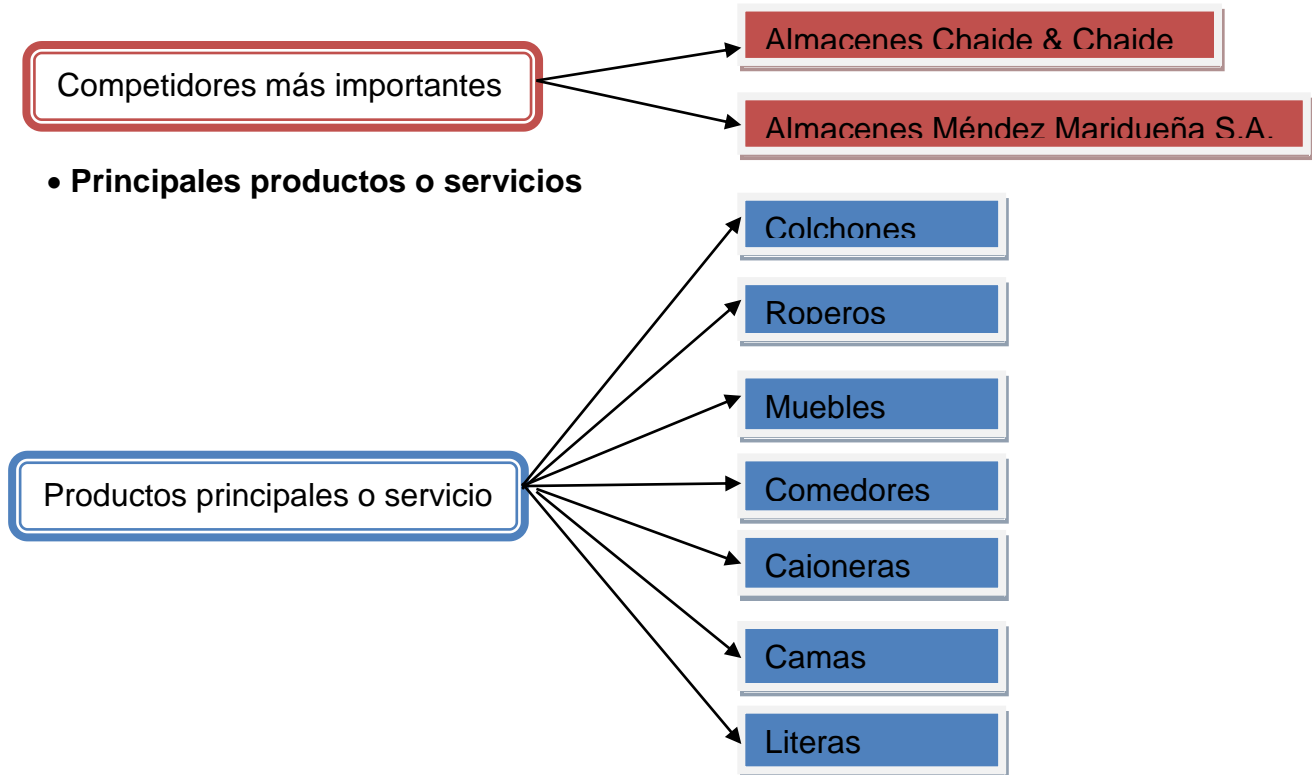 Competidores más importantes
Almacenes Chaide & Chaide
Almacenes Méndez Maridueña S.A.
• Principales productos o servicios
Productos principales o servicio
Colchones
Roperos
Muebles
Comedores
Cajoneras
Camas
Literas